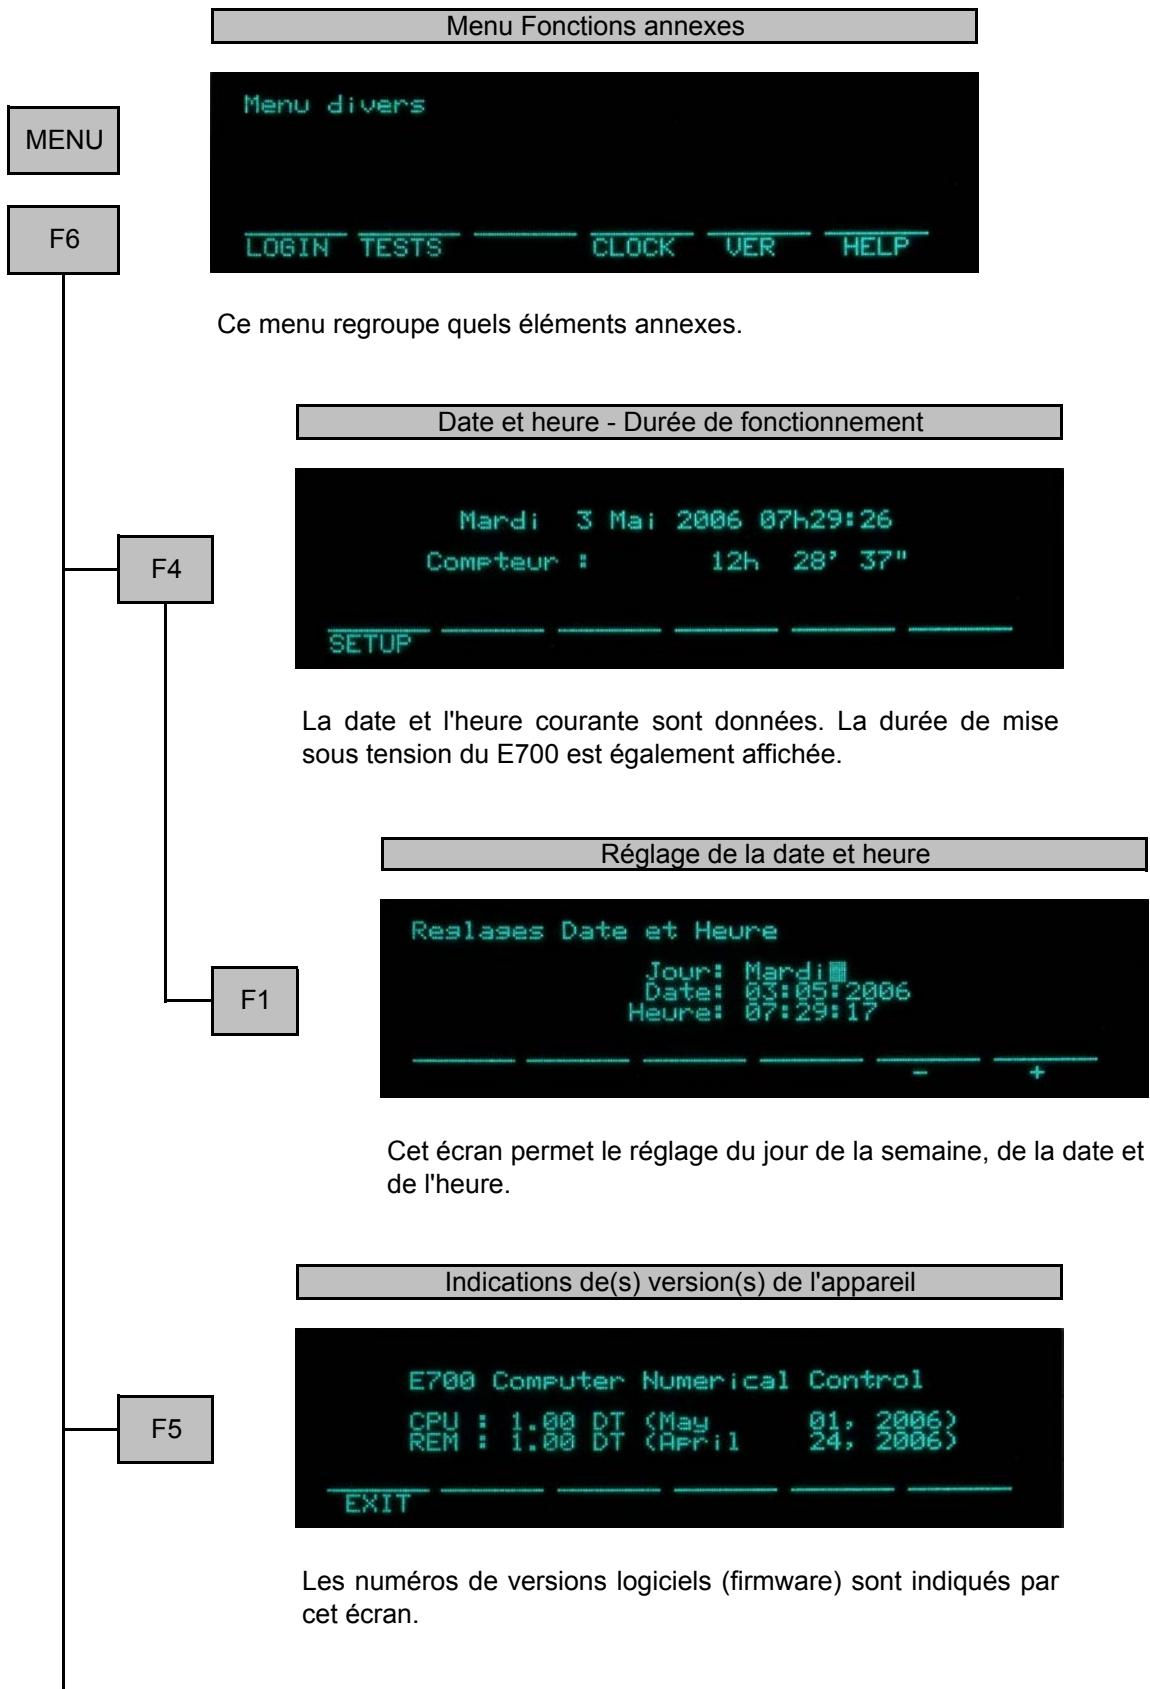 Menu Fonctions annexes
Menu divers
MENU
F6
LOGIN TESTS CLOCK VER HELP
Ce menu regroupe quels éléments annexes.
Date et heure - Durée de fonctionnement
Mardi 3 Mai 2006 07h29:26
Compteur : 12h 28' 37"
F4
SETUP
La date et l'heure courante sont données. La durée de mise
sous tension du E700 est également affichée.
Réglage de la date et heure
Reglages Date et Heure
Jour: Mardi
Date: 03:05:2006
Heure: 07:29:17
F1
- +
Cet écran permet le réglage du jour de la semaine, de la date et
de l'heure.
Indications de(s) version(s) de l'appareil
E700 Computer Numerical Control
CPU : 1.00 DT (May 01, 2006)
REM : 1.00 DT (April 24, 2006)
F5
EXIT
Les numéros de versions logiciels (firmware) sont indiqués par
cet écran.